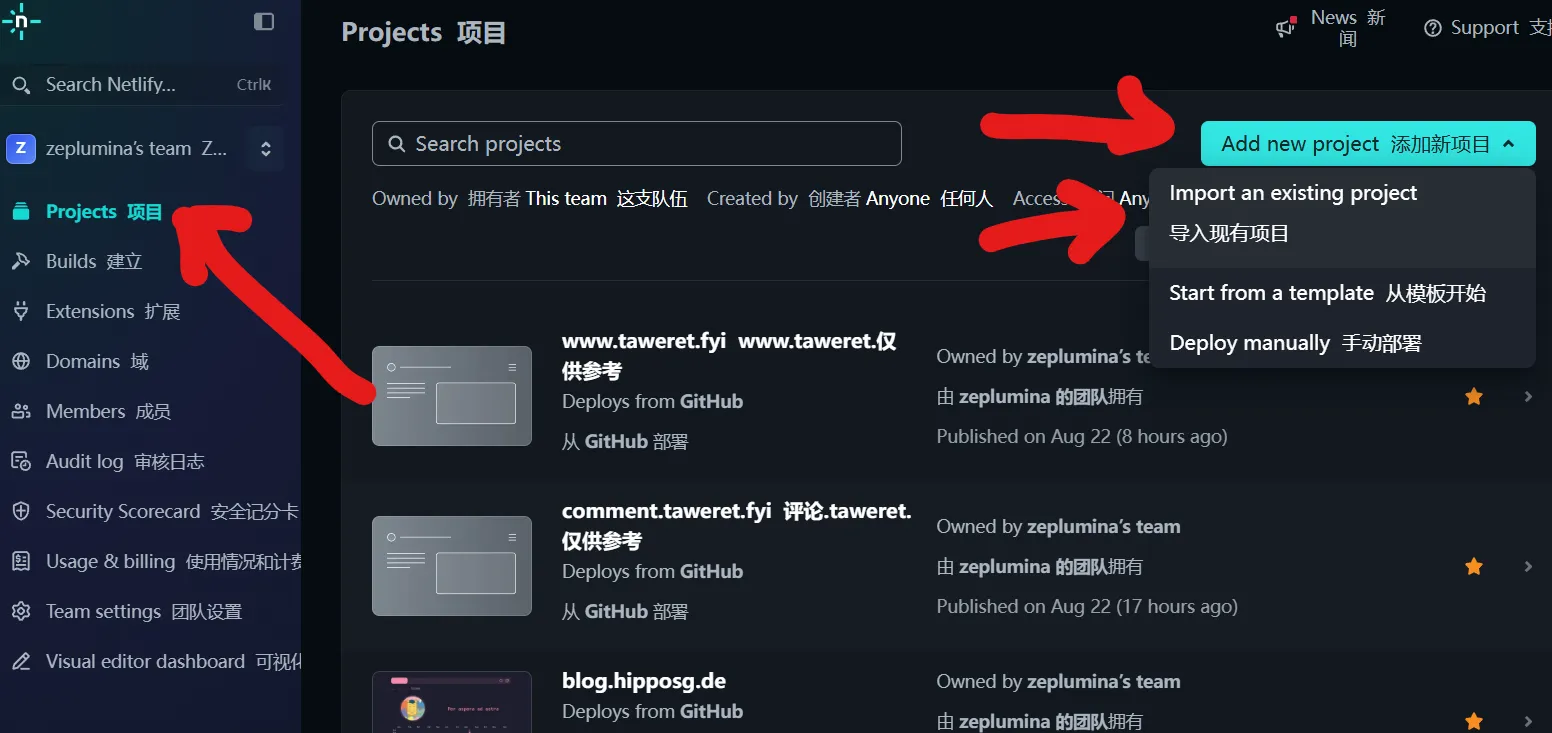 n
Search Netlify... CtrlK
Z zeplumina's team Z...
Projects 项目
Builds 建立
Extensions 扩展
Domains 域
Members 成员
Audit log 审核日志
Security Scorecard 安全记分卡
Usage & billing 使用情况和计费
Team settings 团队设置
Visual editor dashboard 可视化
Projects 项目
News 新
闻
Support 支持
Search projects
Add new project 添加新项目
Owned by 拥有者 This team 这支队伍 Created by 创建者 Anyone 任何人 Access 问 Any
Import an existing project
导入现有项目
Start from a template 从模板开始
Deploy manually 手动部署
www.taweret.fyi www.taweret.仅
供参考
Deploys from GitHub
从 GitHub 部署
Owned by zeplumina's te
由 zeplumina 的团队拥有
Published on Aug 22 (8 hours ago)
comment.taweret.fyi 评论.taweret.
仅供参考
Deploys from GitHub
从 GitHub 部署
Owned by zeplumina's team
由 zeplumina 的团队拥有
Published on Aug 22 (17 hours ago)
Per aspera ad astra
blog.hipposg.de
Deploys from GitHub
Owned by zeplumina's team
由 zeplumina 的团队拥有